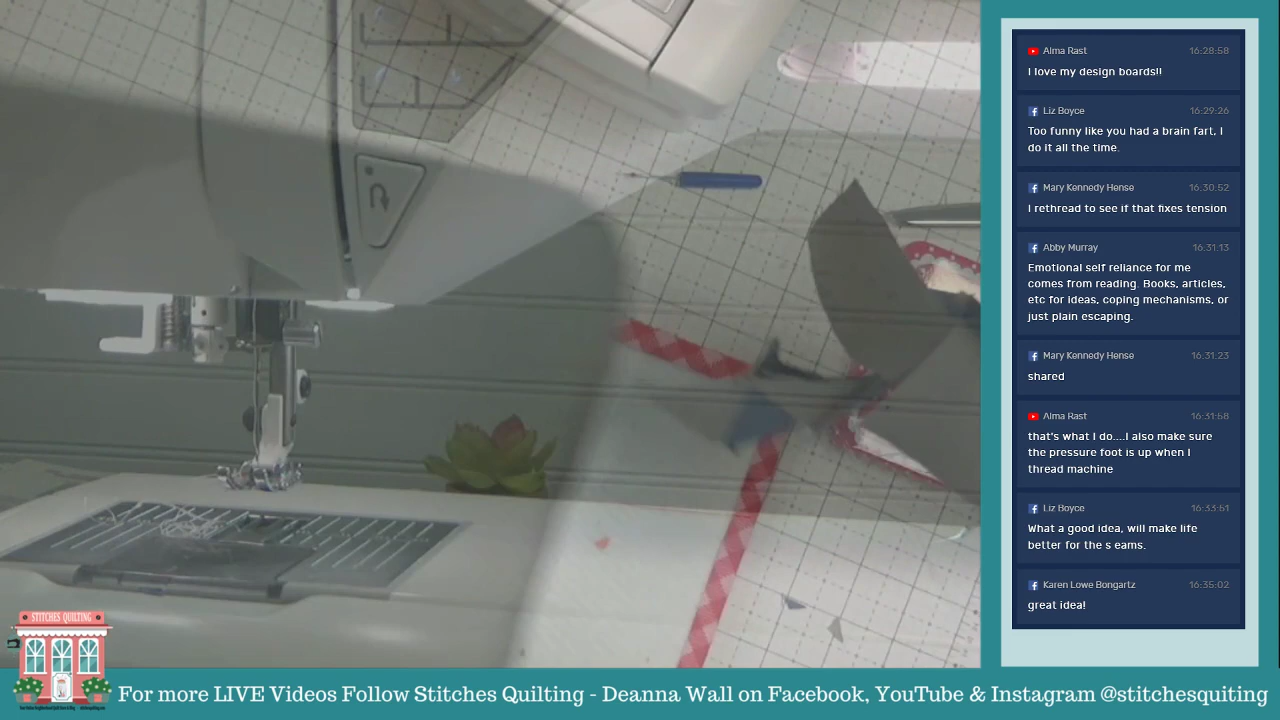 Alma Rast 16:28:58
I love my design boards!!
Liz Boyce 16:29:26
Too funny like you had a brain fart, I
do it all the time.
Mary Kennedy Hense 16:30:52
I rethread to see if that fixes tension
Abby Murray 16:31:13
Emotional self reliance for me
comes from reading. Books, articles,
etc for ideas, coping mechanisms, or
just plain escaping.
Mary Kennedy Hense 16:31:23
shared
Alma Rast 16:31:58
that's what I do....I also make sure
the pressure foot is up when I
thread machine
Liz Boyce 16:33:51
What a good idea, will make life
better for the s eams.
Karen Lowe Bongartz 16:35:02
great idea!
STITCHES QUILTING
For more LIVE Videos Follow Stitches Quilting - Deanna Wall on Facebook, YouTube & Instagram @stitchesquiting